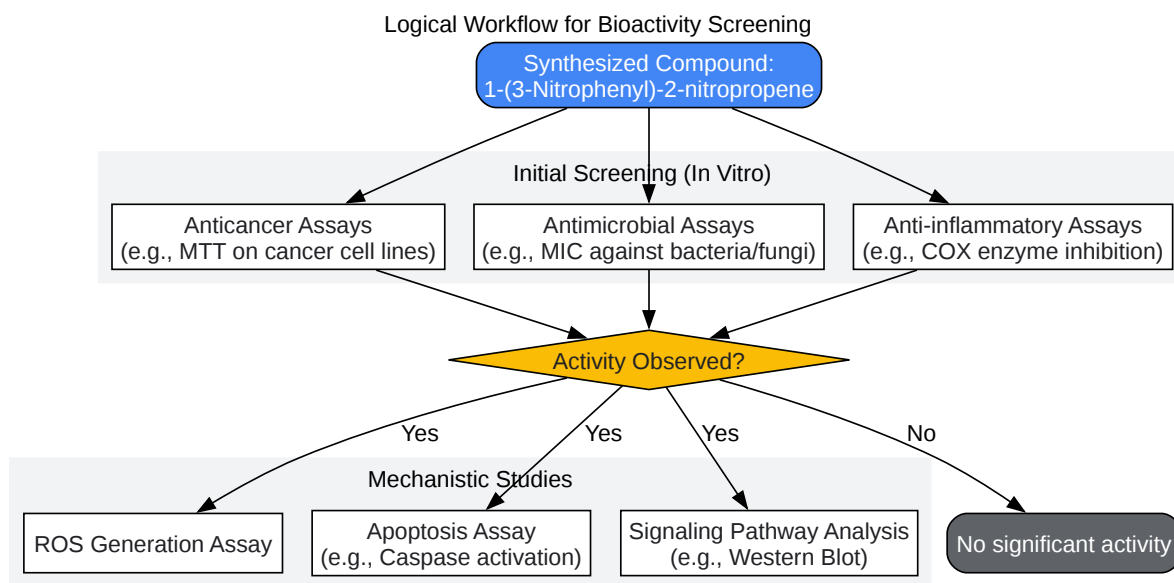 Logical Workflow for Bioactivity Screening
Synthesized Compound:
1-(3-Nitrophenyl)-2-nitropropene
Initial Screening (In Vitro)
Anticancer Assays
(e.g., MTT on cancer cell lines)
Antimicrobial Assays
(e.g., MIC against bacteria/fungi)
Anti-inflammatory Assays
(e.g., COX enzyme inhibition)
Activity Observed?
Yes
Yes
Yes
No
Mechanistic Studies
ROS Generation Assay
Apoptosis Assay
(e.g., Caspase activation)
Signaling Pathway Analysis
(e.g., Western Blot)
No significant activity